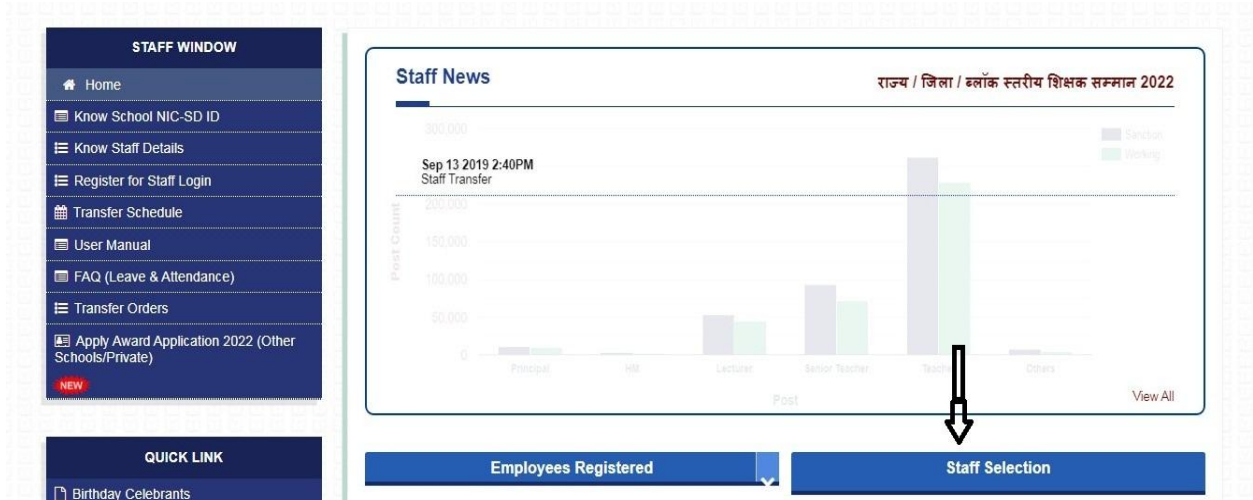 STAFF WINDOW
Home
Know School NIC-SD ID
Know Staff Details
Register for Staff Login
Transfer Schedule
User Manual
FAQ (Leave & Attendance)
Transfer Orders
Apply Award Application 2022 (Other
Schools/Private)
NEW
QUICK LINK
Birthday Celebrants
Staff News
राज्य / जिला / ब्लॉक स्तरीय शिक्षक सम्मान 2022
300,000
Sanction
Working
Sep 13 2019 2:40PM
Staff Transfer
200,000
150,000
100,000
50,000
0
Post Count
Principal
HM
Lecturer
Senior Teacher
Teacher
Others
Post
View All
Employees Registered
Staff Selection